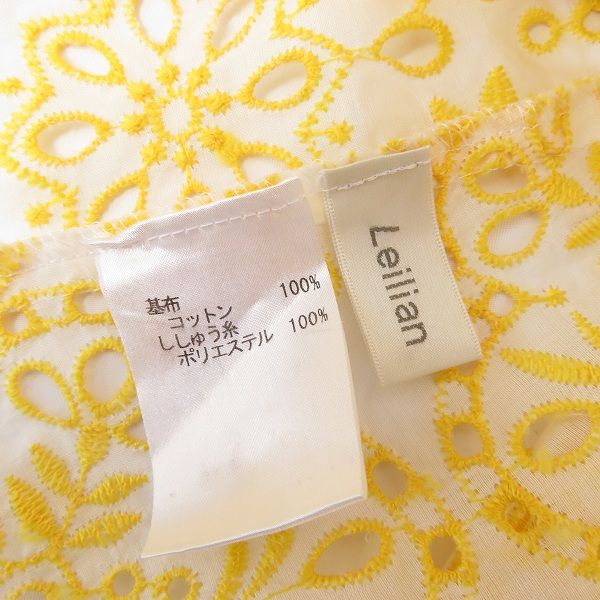 基布
コットン 100%
ししゅう糸
ポリエステル 100%
Leilian